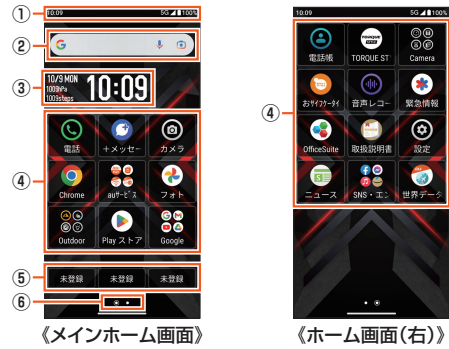 ①
10:09 5G 100%
②
G
③
10/9 MON
1009hPa
1009steps
10:09
④
電話 +メッセー カメラ
Chrome auサービス フォト
Outdoor Play ストア Google
⑤
未登録 未登録 未登録
⑥
《メインホーム画面》
10:09 5G 100%
④
電話帳 TORQUE ST Camera
おサイフケータイ 音声レコー 緊急情報
OfficeSuite 取扱説明書 設定
ニュース SNS・エン 世界データ
《ホーム画面(右)》